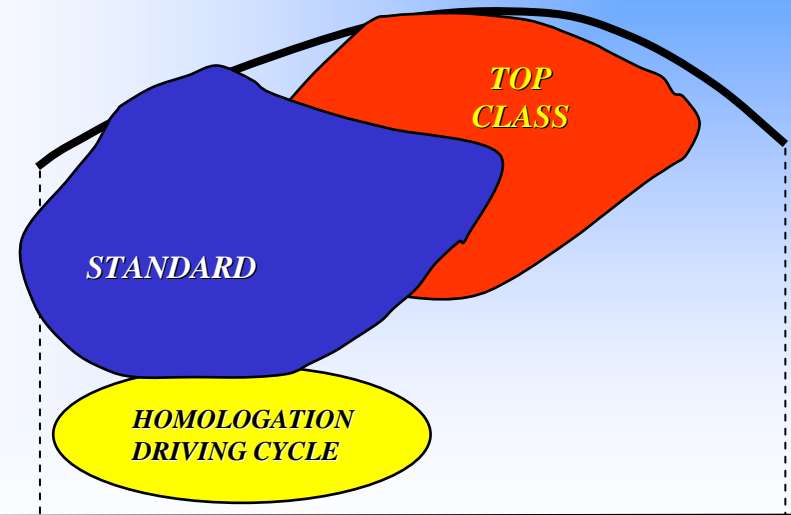 TOP
CLASS
STANDARD
HOMOLOGATION
DRIVING CYCLE